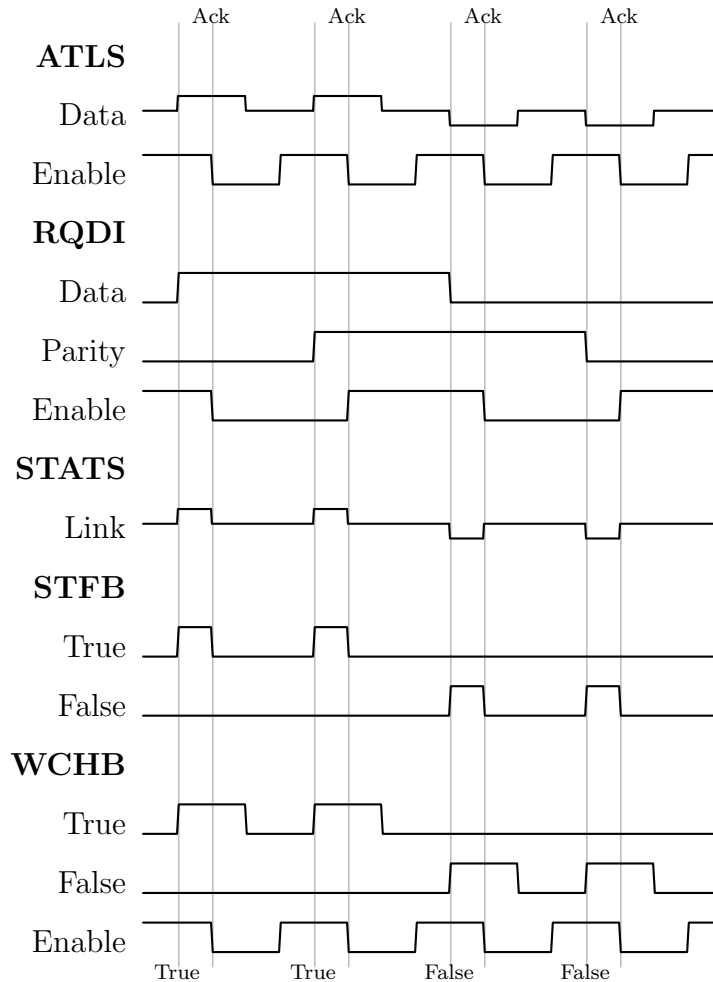 Ack Ack Ack Ack
ATLS
Data
Enable
RQDI
Data
Parity
Enable
STATS
Link
STFB
True
False
WCHB
True
False
Enable
True True False False